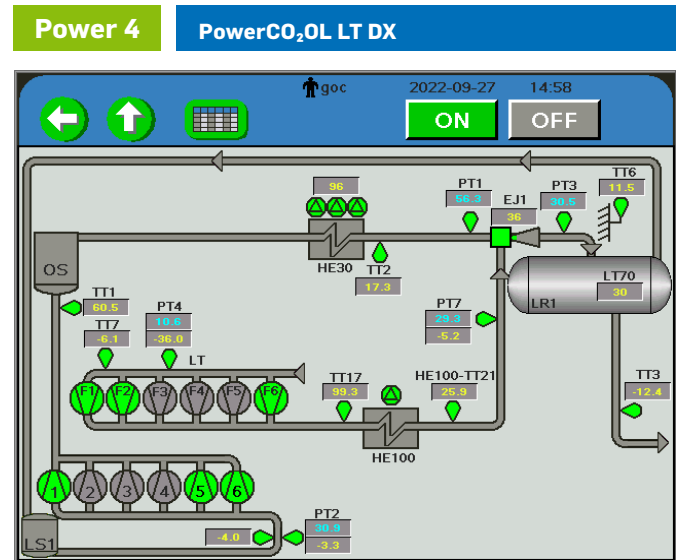 Power 4
PowerCO₂OL LT DX
goc 2022-09-27 14:58
ON OFF
96
PT1
56.3
EJ1
36
PT3
30.5
TT6
11.5
OS
HE30
TT2
17.3
LT70
30
LR1
TT1
60.5
TT7
-6.1
PT4
10.6
-36.0
LT
PT7
29.3
-5.2
F1 F2 F3 F4 F5 F6
TT17
99.3
HE100-TT21
25.9
TT3
-12.4
HE100
1 2 3 4 5 6
LS1
-4.0
PT2
30.9
-3.3